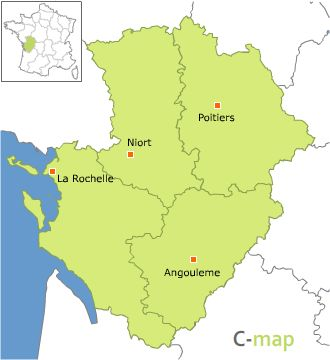 Poitiers
Niort
La Rochelle
Angouleme
C-map